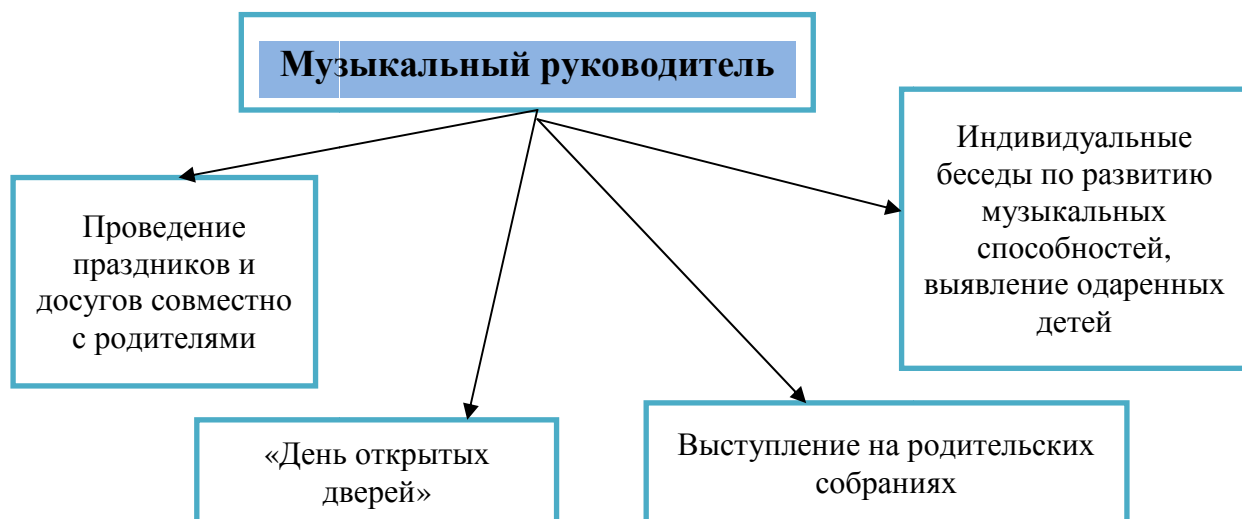 Музыкальный руководитель
Проведение
праздников и
досугов совместно
с родителями
«День открытых
дверей»
Выступление на родительских
собраниях
Индивидуальные
беседы по развитию
музыкальных
способностей,
выявление одаренных
детей